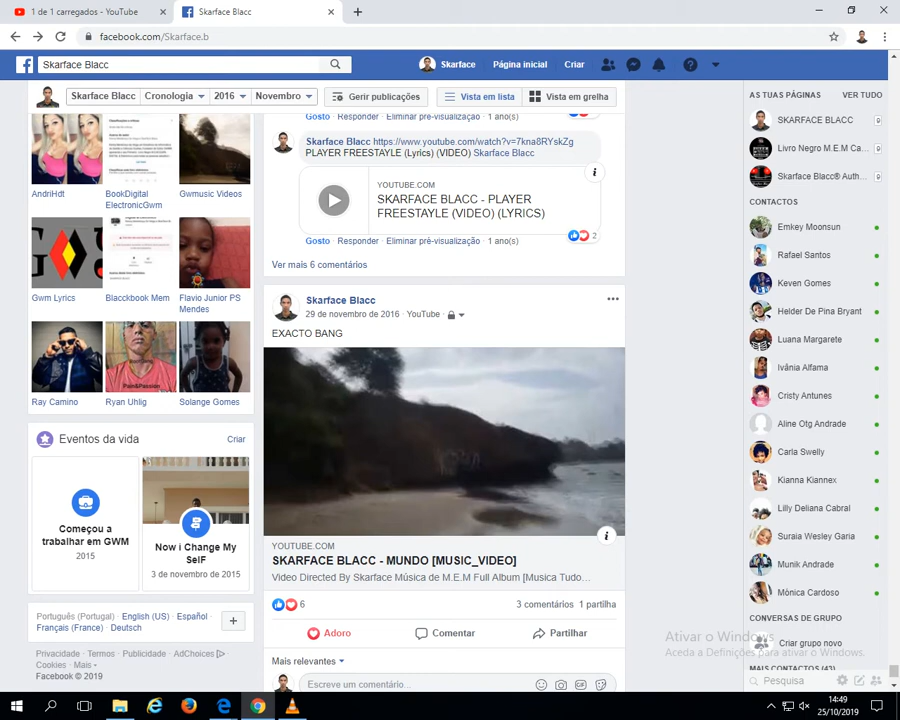 1 de 1 carregados - YouTube
Skarface Blacc
facebook.com/Skarface.b
Skarface Blacc
Skarface
Página inicial
Criar
Skarface Blacc
Cronologia
2016
Novembro
Gerir publicações
Vista em lista
Vista em grelha
AndriHdt
BookDigital
ElectronicGwm
Gwmusic Videos
Gwm Lyrics
Blacckbook Mem
Flavio Junior PS
Mendes
Ray Camino
Ryan Uhlig
Solange Gomes
Eventos da vida
Criar
Começou a
trabalhar em GWM
2015
Now i Change My
SelF
3 de novembro de 2015
Português (Portugal) · English (US) · Español ·
Français (France) · Deutsch
Privacidade · Termos · Publicidade · AdChoices
Cookies · Mais
Facebook © 2019
Gosto · Responder · Eliminar pré-visualização · 1 ano(s)
Skarface Blacc https://www.youtube.com/watch?v=7kna8RYskZg
PLAYER FREESTYLE (Lyrics) (VIDEO) Skarface Blacc
YOUTUBE.COM
SKARFACE BLACC - PLAYER
FREESTYLE (VIDEO) (LYRICS)
2
Gosto · Responder · Eliminar pré-visualização · 1 ano(s)
Ver mais 6 comentários
Skarface Blacc
29 de novembro de 2016 · YouTube ·
EXACTO BANG
YOUTUBE.COM
SKARFACE BLACC - MUNDO [MUSIC_VIDEO]
Video Directed By Skarface Música de M.E.M Full Album [Musica Tudo...
6
3 comentários 1 partilha
Adoro
Comentar
Partilhar
Mais relevantes
Escreve um comentário...
GIF
AS TUAS PÁGINAS
VER TUDO
SKARFACE BLACC
Livro Negro M.E.M Ca...
Skarface Blacc® Auth...
CONTACTOS
Emkey Moonsun
Rafael Santos
Keven Gomes
Helder De Pina Bryant
Luana Margarete
Ivânia Alfama
Cristy Antunes
Aline Otg Andrade
Carla Swelly
Kianna Kiannex
Lilly Deliana Cabral
Suraia Wesley Garia
Munik Andrade
Mónica Cardoso
CONVERSAS DE GRUPO
Criar grupo novo
MAIS CONTACTOS (43)
Pesquisa
Ativar o Windows
Aceda a Definições para ativar o Windows.
14:49
25/10/2019